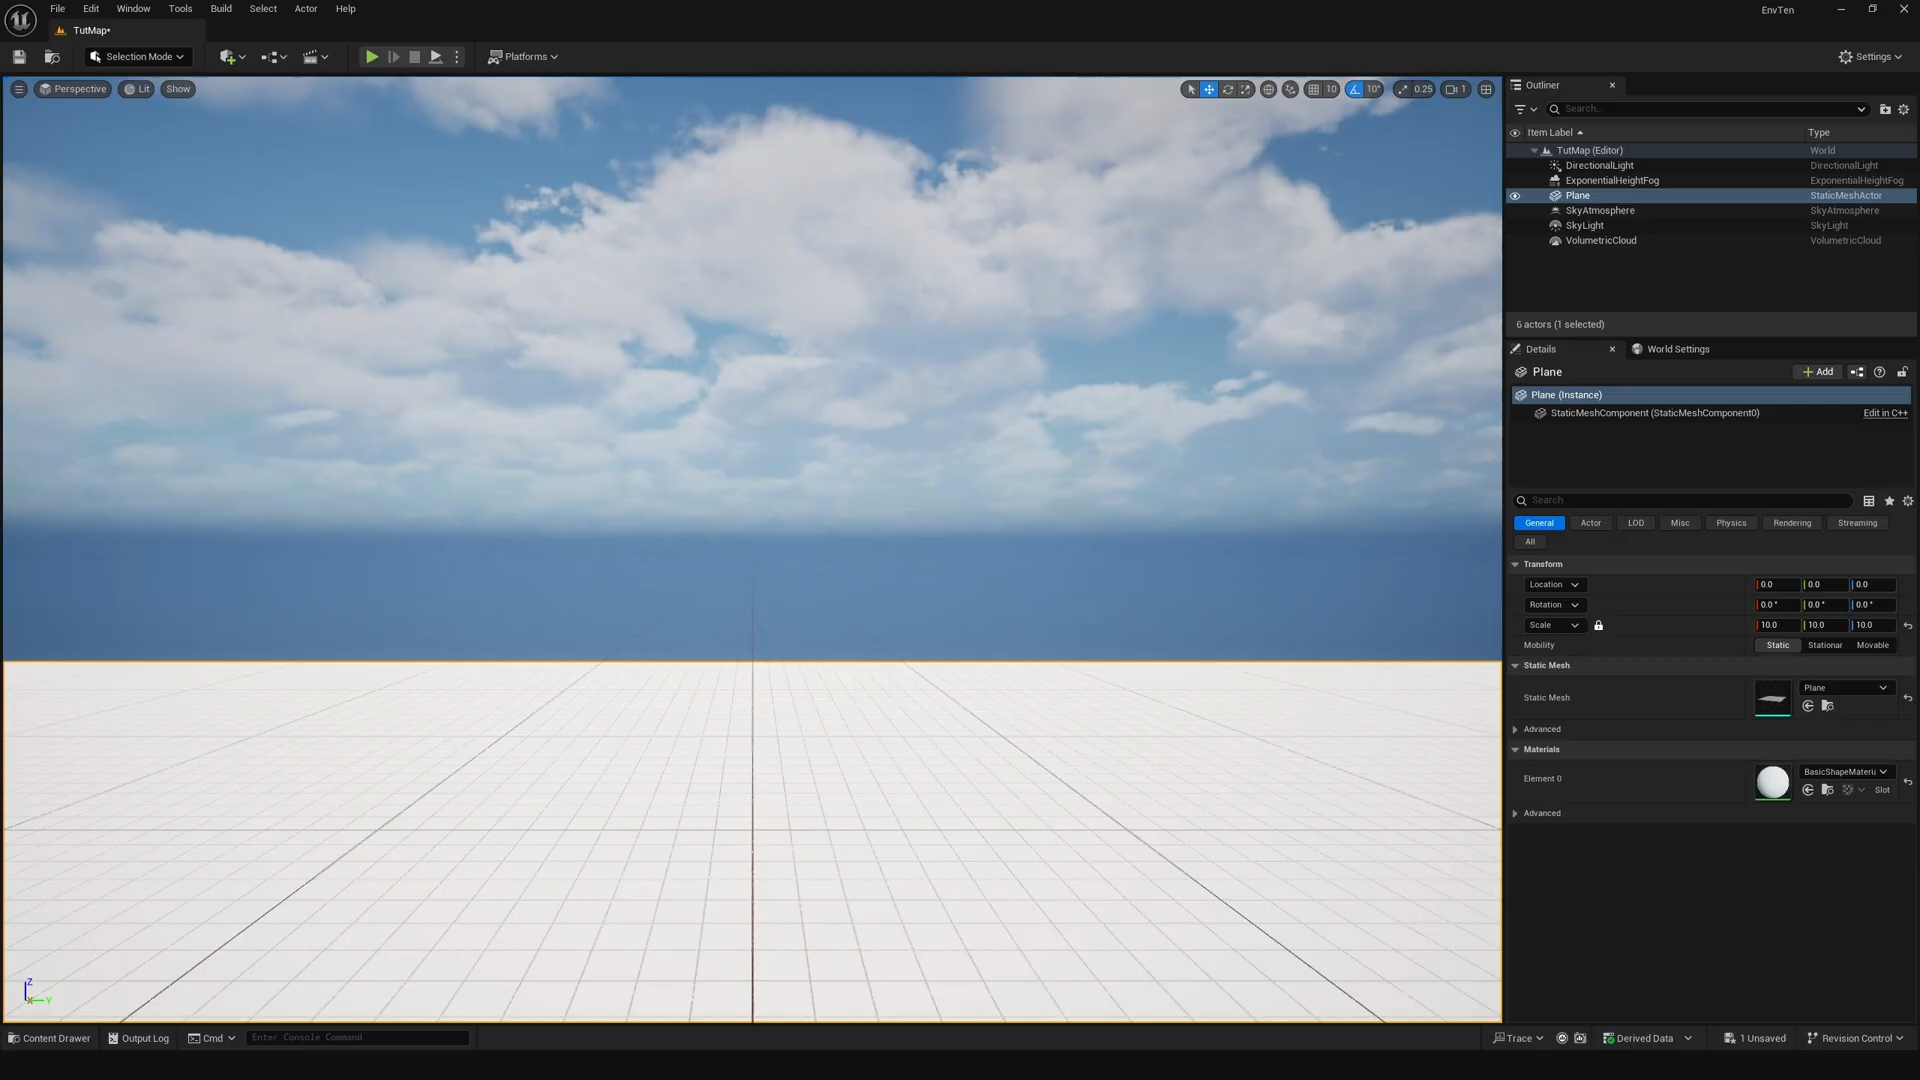 File Edit Window Tools Build Select Actor Help
EnvTen
TutMap•
Selection Mode
Platforms
Settings
Perspective Lit Show
10 10° 0.25 1
Outliner
Search...
Item Label Type
TutMap (Editor) World
DirectionalLight DirectionalLight
ExponentialHeightFog ExponentialHeightFog
Plane StaticMeshActor
SkyAtmosphere SkyAtmosphere
SkyLight SkyLight
VolumetricCloud VolumetricCloud
6 actors (1 selected)
Details World Settings
Plane
Add
Plane (Instance)
StaticMeshComponent (StaticMeshComponent0) Edit in C++
Search
General Actor LOD Misc Physics Rendering Streaming
All
Transform
Location 0.0 0.0 0.0
Rotation 0.0° 0.0° 0.0°
Scale 10.0 10.0 10.0
Mobility Static Stationar Movable
Static Mesh
Static Mesh Plane
Advanced
Materials
Element 0 BasicShapeMateria
Slot
Advanced
Z
Y
Content Drawer Output Log Cmd Enter Console Command
Trace Derived Data 1 Unsaved Revision Control